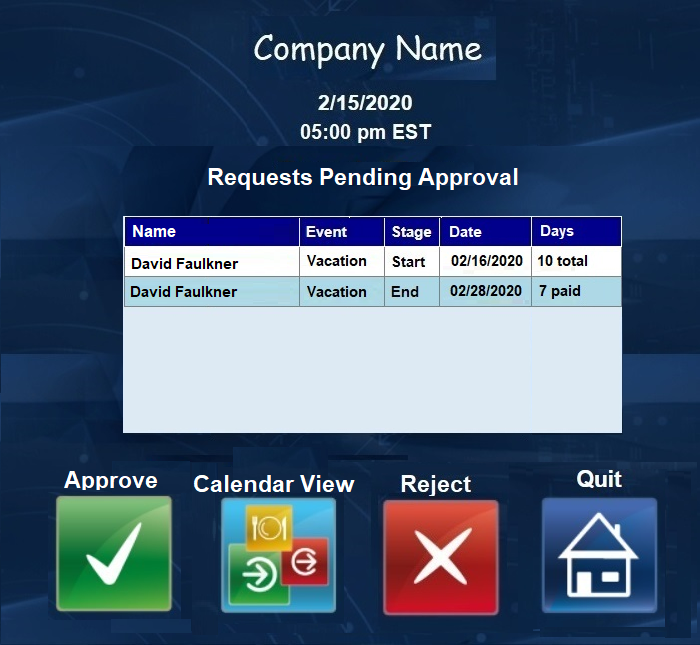 Company Name
2/15/2020
05:00 pm EST
Requests Pending Approval
Name Event Stage Date Days
David Faulkner Vacation Start 02/16/2020 10 total
David Faulkner Vacation End 02/28/2020 7 paid
Approve Calendar View Reject Quit